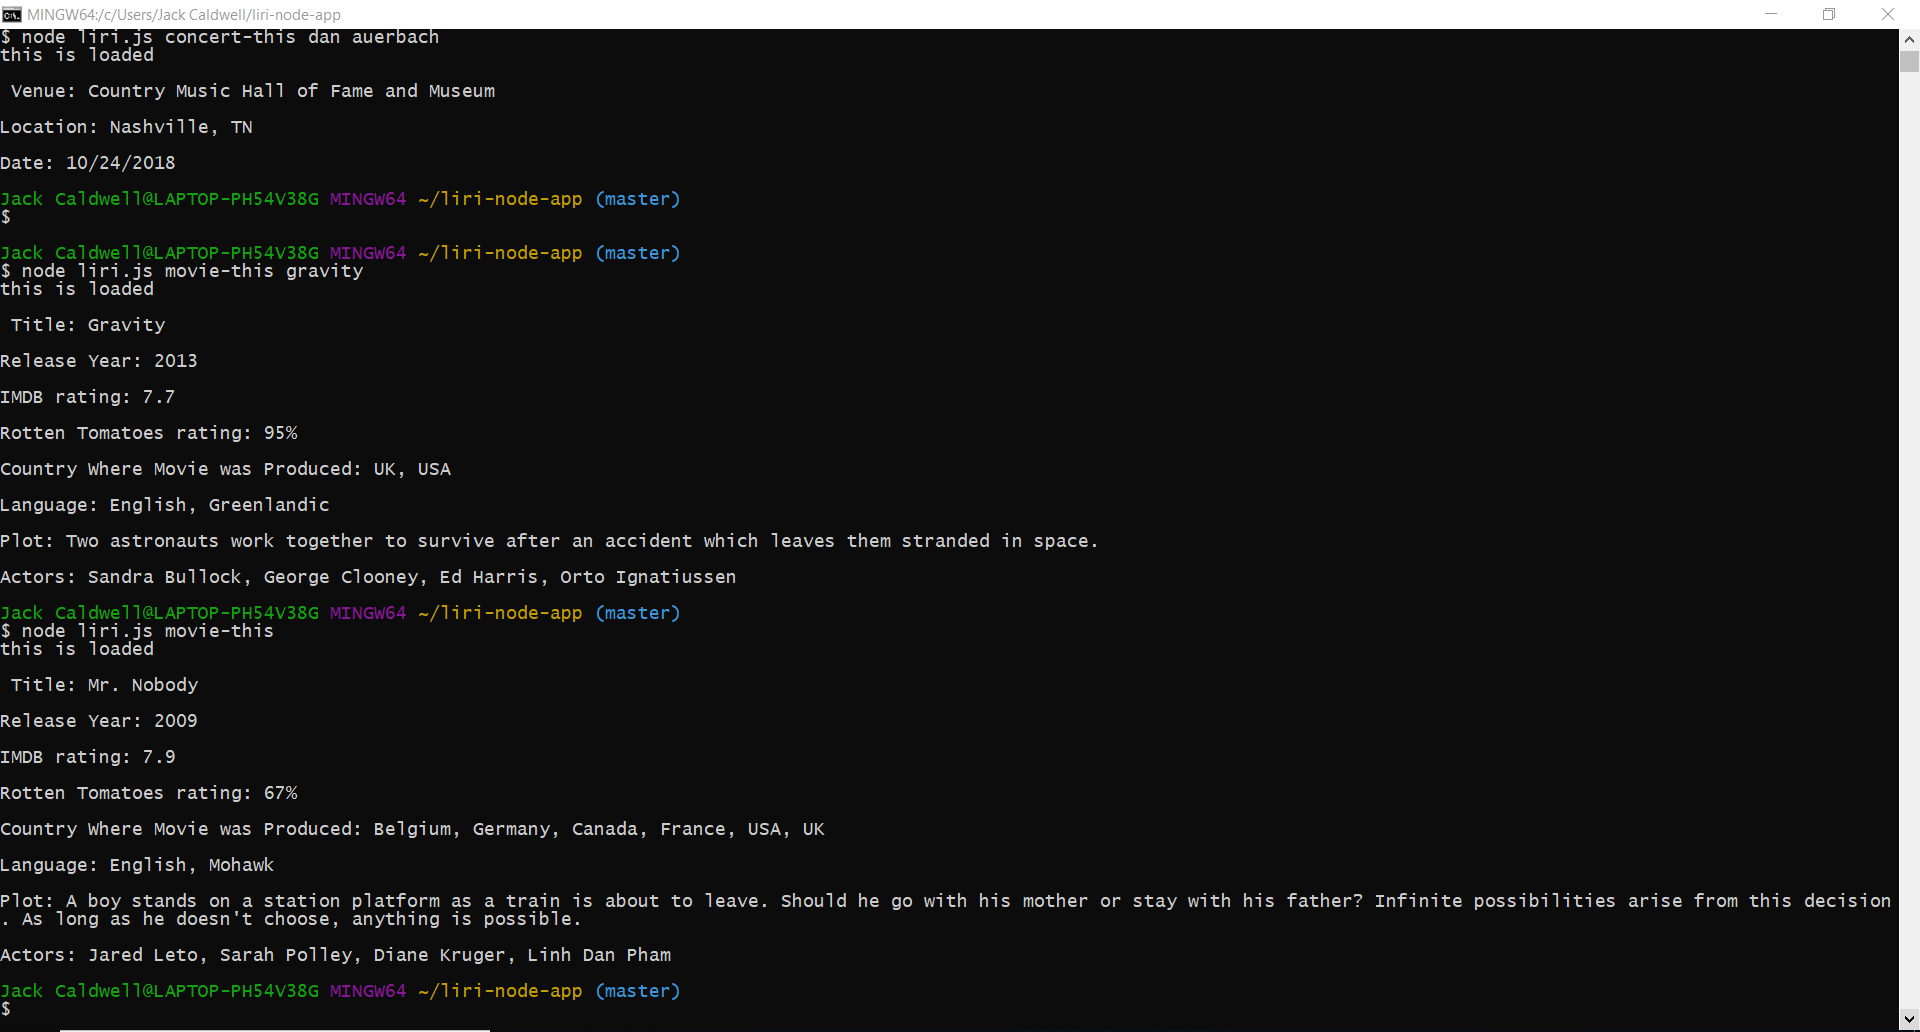 MINGW64:/c/Users/Jack Caldwell/liri-node-app
$ node liri.js concert-this dan auerbach
this is loaded
Venue: Country Music Hall of Fame and Museum
Location: Nashville, TN
Date: 10/24/2018
Jack Caldwell@LAPTOP-PH54V38G MINGW64 ~/liri-node-app (master)
$
Jack Caldwell@LAPTOP-PH54V38G MINGW64 ~/liri-node-app (master)
$ node liri.js movie-this gravity
this is loaded
Title: Gravity
Release Year: 2013
IMDB rating: 7.7
Rotten Tomatoes rating: 95%
Country Where Movie was Produced: UK, USA
Language: English, Greenlandic
Plot: Two astronauts work together to survive after an accident which leaves them stranded in space.
Actors: Sandra Bullock, George Clooney, Ed Harris, Orto Ignatiussen
Jack Caldwell@LAPTOP-PH54V38G MINGW64 ~/liri-node-app (master)
$ node liri.js movie-this
this is loaded
Title: Mr. Nobody
Release Year: 2009
IMDB rating: 7.9
Rotten Tomatoes rating: 67%
Country Where Movie was Produced: Belgium, Germany, Canada, France, USA, UK
Language: English, Mohawk
Plot: A boy stands on a station platform as a train is about to leave. Should he go with his mother or stay with his father? Infinite possibilities arise from this decision
. As long as he doesn't choose, anything is possible.
Actors: Jared Leto, Sarah Polley, Diane Kruger, Linh Dan Pham
Jack Caldwell@LAPTOP-PH54V38G MINGW64 ~/liri-node-app (master)
$